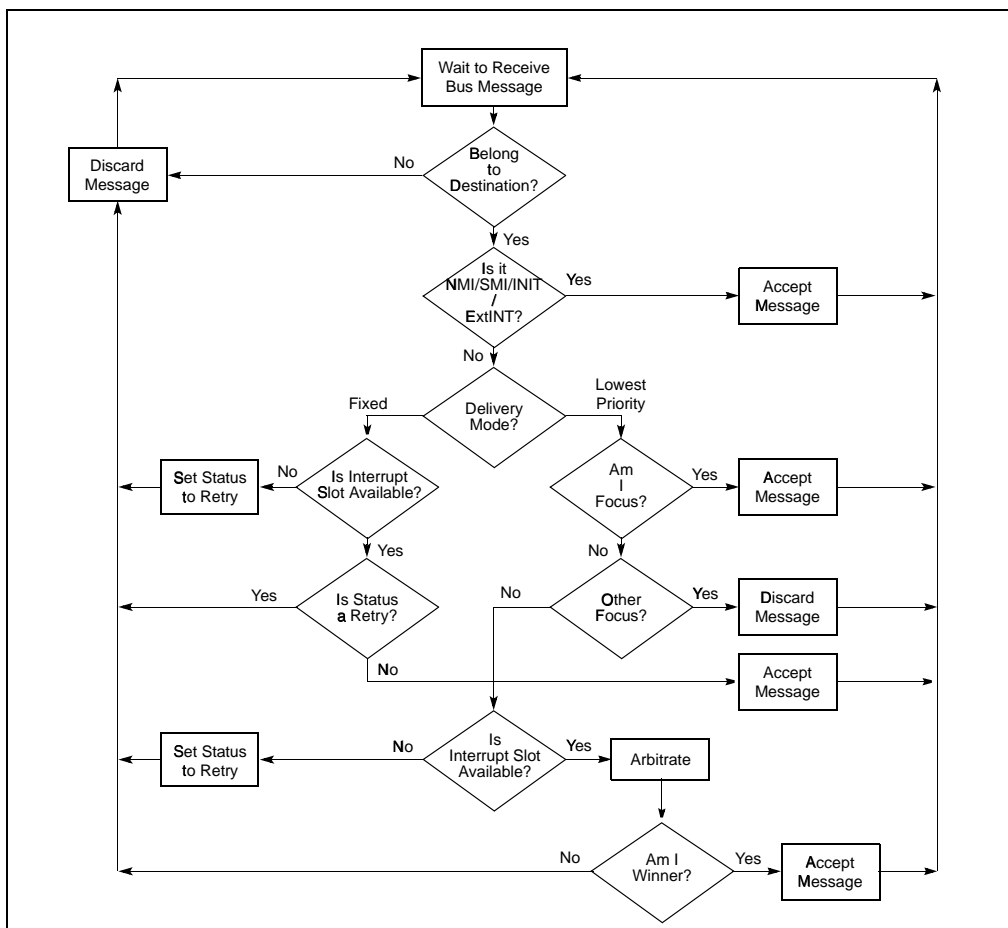 Wait to Receive
Bus Message
Discard
Message
No
Belong
to
Destination?
Yes
Is it
NMI/SMI/INIT
/
ExtINT?
Yes
Accept
Message
No
Fixed
Delivery
Mode?
Lowest
Priority
Set Status
to Retry
No
Is Interrupt
Slot Available?
Am
I
Focus?
Yes
Accept
Message
Yes
No
Yes
Is Status
a Retry?
No
Other
Focus?
Yes
Discard
Message
No
Accept
Message
Set Status
to Retry
No
Is
Interrupt Slot
Available?
Yes
Arbitrate
No
Am I
Winner?
Yes
Accept
Message